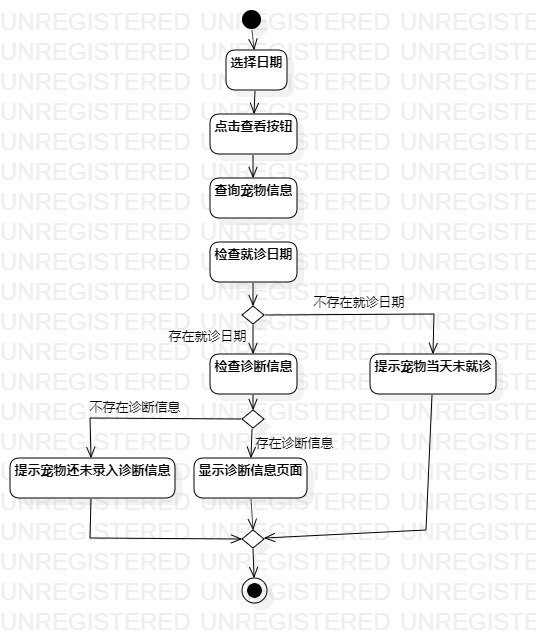 选择日期
点击查看按钮
查询宠物信息
检查就诊日期
不存在就诊日期
存在就诊日期
检查诊断信息
提示宠物当天未就诊
不存在诊断信息
存在诊断信息
提示宠物还未录入诊断信息
显示诊断信息页面
UNREGISTERED